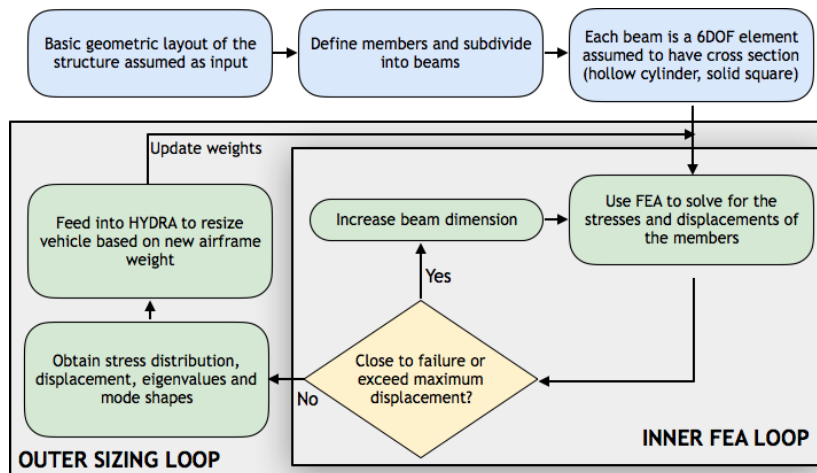 Basic geometric layout of the
structure assumed as input
Define members and subdivide
into beams
Each beam is a 6DOF element
assumed to have cross section
(hollow cylinder, solid square)
Update weights
Feed into HYDRA to resize
vehicle based on new airframe
weight
Increase beam dimension
Use FEA to solve for the
stresses and displacements of
the members
Yes
Close to failure or
exceed maximum
displacement?
No
Obtain stress distribution,
displacement, eigenvalues and
mode shapes
INNER FEA LOOP
OUTER SIZING LOOP